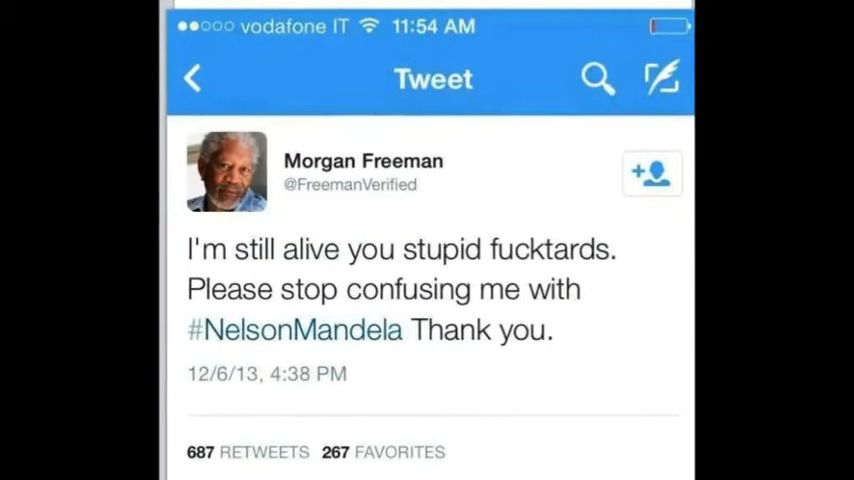 vodafone IT 11:54 AM
Tweet
Morgan Freeman
@FreemanVerified
I'm still alive you stupid fucktards.
Please stop confusing me with
#NelsonMandela Thank you.
12/6/13, 4:38 PM
687 RETWEETS 267 FAVORITES